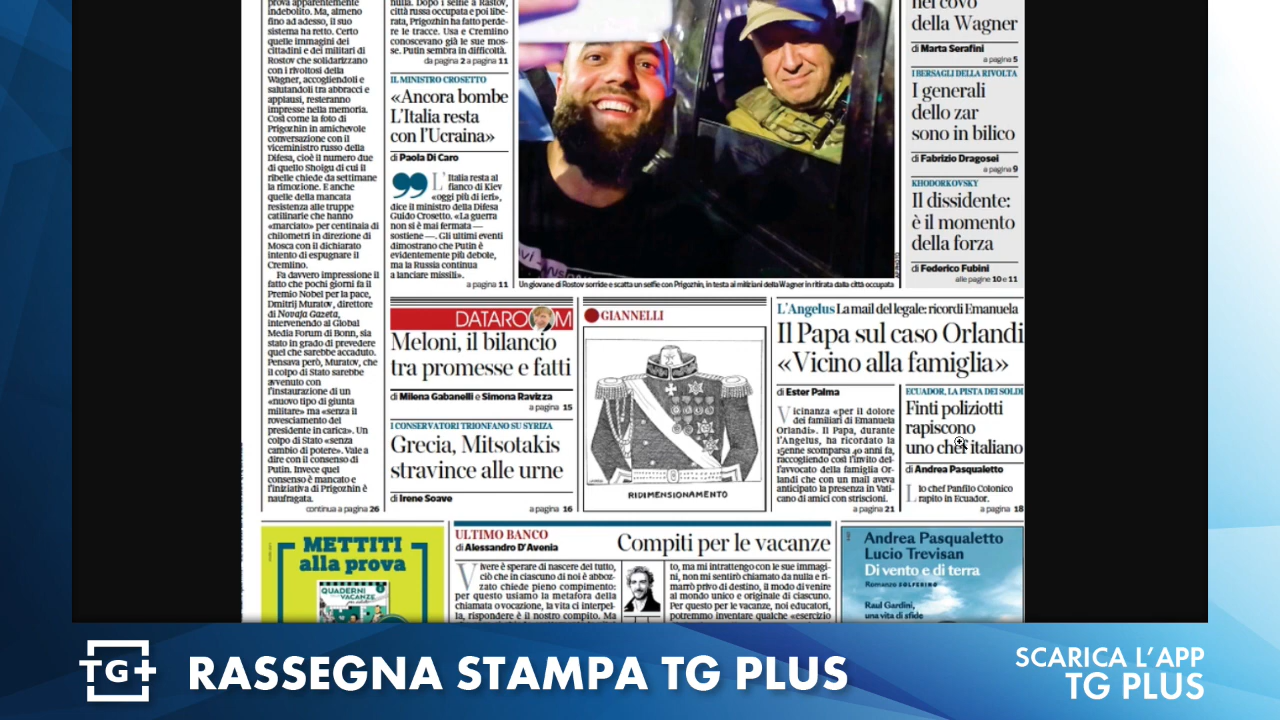 prova apparentemente
indebolito. Ma, almeno
fino ad adesso, il suo
sistema ha retto. Certo
quelle immagini dei
cittadini e dei militari di
Rostov che solidarizzano
con i rivoltosi della
Wagner, accogliendoli e
salutandoli tra abbracci e
applausi, resteranno
impresse nella memoria.
Così come la foto di
Prigozhin in amichevole
conversazione con il
viceministro russo della
Difesa, cioè il numero due
di quello Shoigu di cui il
ribelle chiede da settimane
la rimozione. E anche
quelle della mancata
resistenza alle truppe
catilinarie che hanno
«marciato» per centinaia di
chilometri in direzione di
Mosca con il dichiarato
intento di espugnare il
Cremlino.
Fa davvero impressione il
fatto che pochi giorni fa il
Premio Nobel per la pace,
Dmitrij Muratov, direttore
di Novaja Gazeta,
intervenendo al Global
Media Forum di Bonn, sia
stato in grado di prevedere
quel che sarebbe accaduto.
Pensava però, Muratov, che
il colpo di Stato sarebbe
avvenuto con
l'instaurazione di un
«nuovo tipo di giunta
militare» ma «senza il
rovesciamento del
presidente in carica». Un
colpo di Stato «senza
cambio di potere». Vale a
dire con il consenso di
Putin. Invece quel
consenso è mancato e
l'iniziativa di Prigozhin è
naufragata.
continua a pagina 26
nulla. Dopo i selfie a Rastov,
città russa occupata e poi libe-
rata, Prigozhin ha fatto perde-
re le tracce. Usa e Cremlino
conoscevano già le sue mos-
se. Putin sembra in difficoltà.
da pagina 2 a pagina 11
IL MINISTRO CROSETTO
«Ancora bombe
L'Italia resta
con l'Ucraina»
di Paola Di Caro
L'Italia resta al
fianco di Kiev
«oggi più di ieri»,
dice il ministro della Difesa
Guido Crosetto. «La guerra
non si è mai fermata —
sostiene —. Gli ultimi eventi
dimostrano che Putin è
evidentemente più debole,
ma la Russia continua
a lanciare missili».
a pagina 11
Un giovane di Rostov sorride e scatta un selfie con Prigozhin, in testa ai miliziani della Wagner in ritirata dalla città occupata
nel covo
della Wagner
di Marta Serafini
a pagina 5
I BERSAGLI DELLA RIVOLTA
I generali
dello zar
sono in bilico
di Fabrizio Dragosei
a pagina 9
KHODORKOVSKY
Il dissidente:
è il momento
della forza
di Federico Fubini
alle pagine 10 e 11
DATAROOM
Meloni, il bilancio
tra promesse e fatti
di Milena Gabanelli e Simona Ravizza
a pagina 15
I CONSERVATORI TRIONFANO SU SYRIZA
Grecia, Mitsotakis
stravince alle urne
di Irene Soave
a pagina 16
GIANNELLI
RIDIMENSIONAMENTO
L'Angelus La mail del legale: ricordi Emanuela
Il Papa sul caso Orlandi
«Vicino alla famiglia»
di Ester Palma
Vicinanza «per il dolore
dei familiari di Emanuela
Orlandi». Il Papa, durante
l'Angelus, ha ricordato la
15enne scomparsa 40 anni fa,
raccogliendo così l'invito del-
l'avvocato della famiglia Or-
landi che con un mail aveva
anticipato la presenza in Vati-
cano di amici con striscioni.
a pagina 21
ECUADOR, LA PISTA DEI SOLDI
Finti poliziotti
rapiscono
uno chef italiano
di Andrea Pasqualetto
Lo chef Panfilo Colonico
rapito in Ecuador.
a pagina 18
METTITI
alla prova
QUADERNI
VACANZE
ULTIMO BANCO
di Alessandro D'Avenia
Compiti per le vacanze
Vivere è sperare di nascere del tutto,
ciò che in ciascuno di noi è abboz-
zato chiede pieno compimento:
per questo usiamo la metafora della
chiamata o vocazione, la vita ci interpel-
la, rispondere è il nostro compito. Ma
to, ma mi intrattengo con le sue immagi-
ni, non mi sentirò chiamato da nulla e ri-
marrò privo di destino, il modo di venire
al mondo unico e originale di ciascuno.
Per questo per le vacanze, noi educatori,
potremmo inventare qualche «esercizio
Andrea Pasqualetto
Lucio Trevisan
Di vento e di terra
Romanzo SOLFERINO
Raul Gardini,
una vita di sfide
TG+
RASSEGNA STAMPA TG PLUS
SCARICA L'APP
TG PLUS